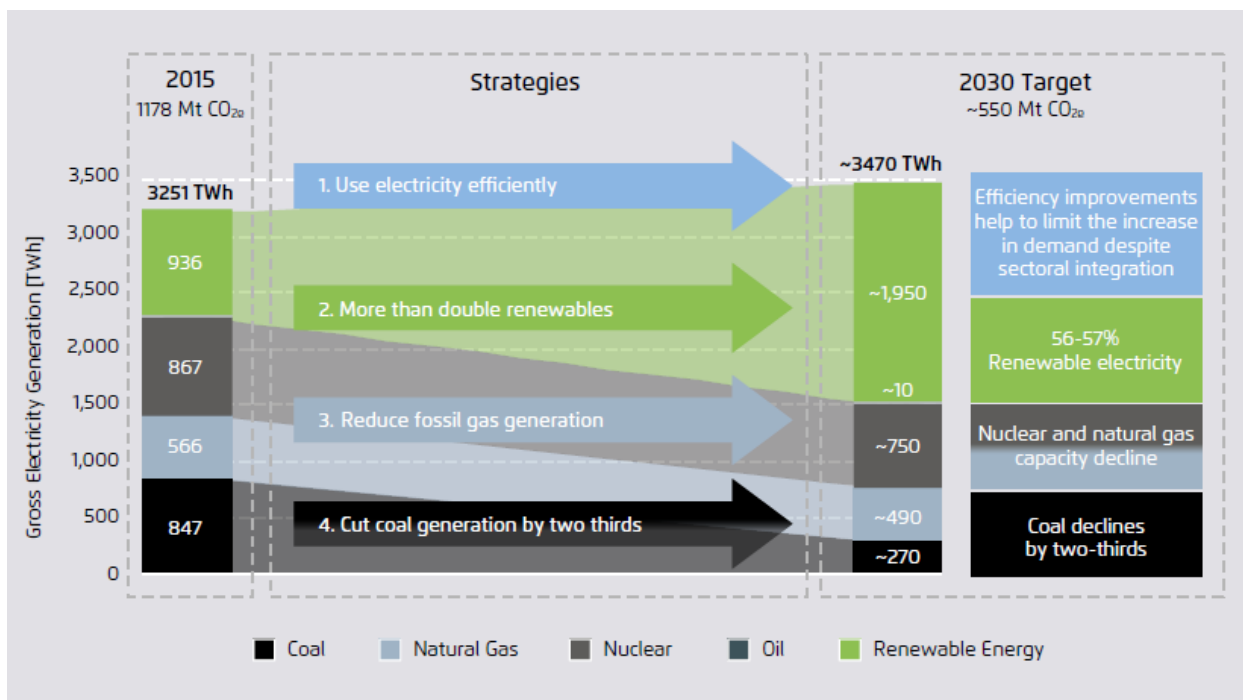 2015
1178 Mt CO₂ₑ
Strategies
2030 Target
~550 Mt CO₂ₑ
Gross Electricity Generation [TWh]
3,500
3,000
2,500
2,000
1,500
1,000
500
0
3251 TWh
936
867
566
847
1. Use electricity efficiently
2. More than double renewables
3. Reduce fossil gas generation
4. Cut coal generation by two thirds
~3470 TWh
~1,950
~10
~750
~490
~270
Efficiency improvements
help to limit the increase
in demand despite
sectoral integration
56-57%
Renewable electricity
Nuclear and natural gas
capacity decline
Coal declines
by two-thirds
Coal
Natural Gas
Nuclear
Oil
Renewable Energy